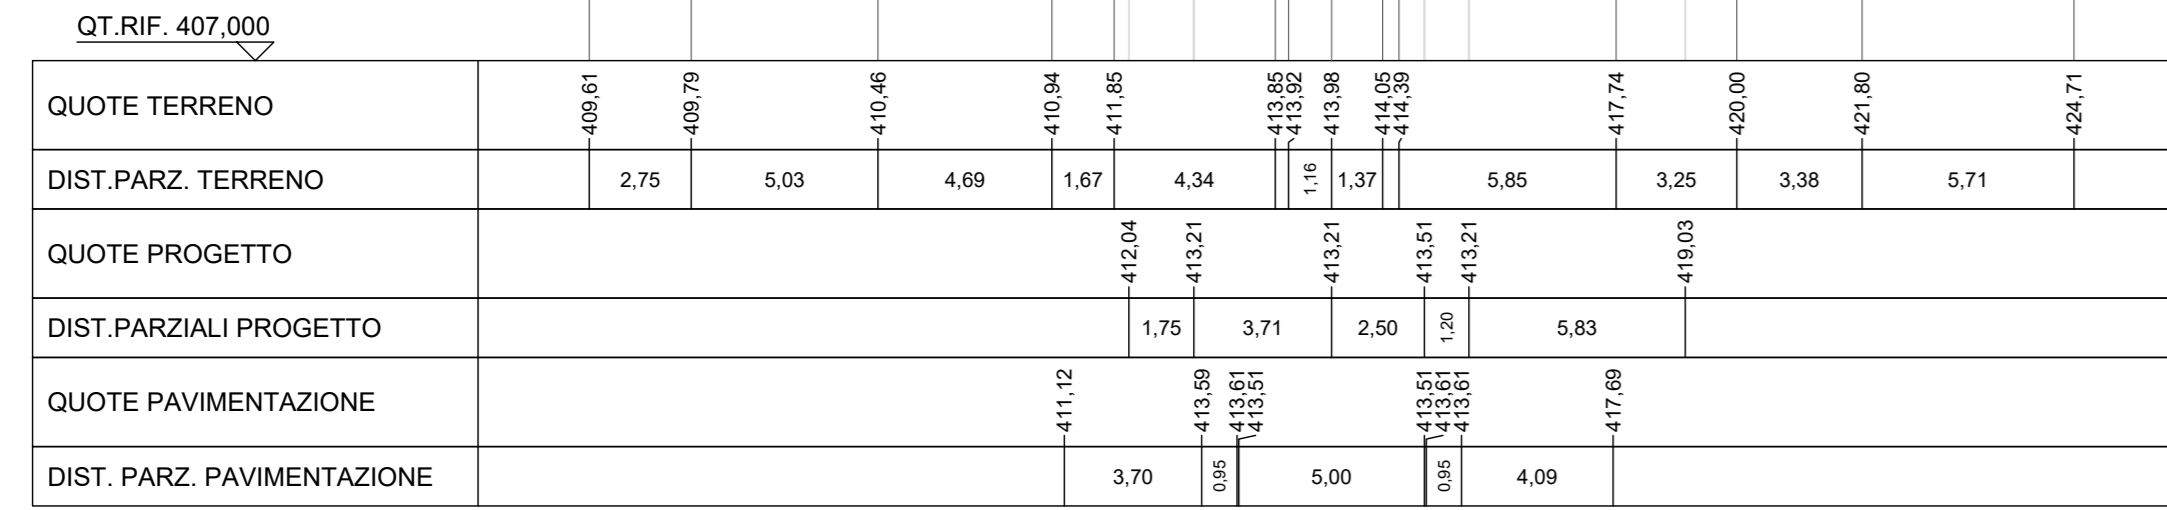 QT.RIF. 407,000
QUOTE TERRENO 409,61 409,79 410,46 410,94 411,85 413,85 413,92 413,98 414,05 414,39 417,74 420,00 421,80 424,71
DIST.PARZ. TERRENO 2,75 5,03 4,69 1,67 4,34 1,16 1,37 5,85 3,25 3,38 5,71
QUOTE PROGETTO 412,04 413,21 413,21 413,51 413,21 419,03
DIST.PARZIALI PROGETTO 1,75 3,71 2,50 1,20 5,83
QUOTE PAVIMENTAZIONE 411,12 413,59 413,61 413,51 413,51 413,61 413,61 417,69
DIST. PARZ. PAVIMENTAZIONE 3,70 0,95 5,00 0,95 4,09